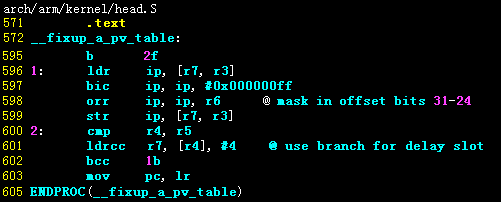 arch/arm/kernel/head.S
571 .text
572 __fixup_a_pv_table:
595 b 2f
596 1: ldr ip, [r7, r3]
597 bic ip, ip, #0x000000ff
598 orr ip, ip, r6 @ mask in offset bits 31-24
599 str ip, [r7, r3]
600 2: cmp r4, r5
601 ldrcc r7, [r4], #4 @ use branch for delay slot
602 bcc 1b
603 mov pc, lr
605 ENDPROC(__fixup_a_pv_table)